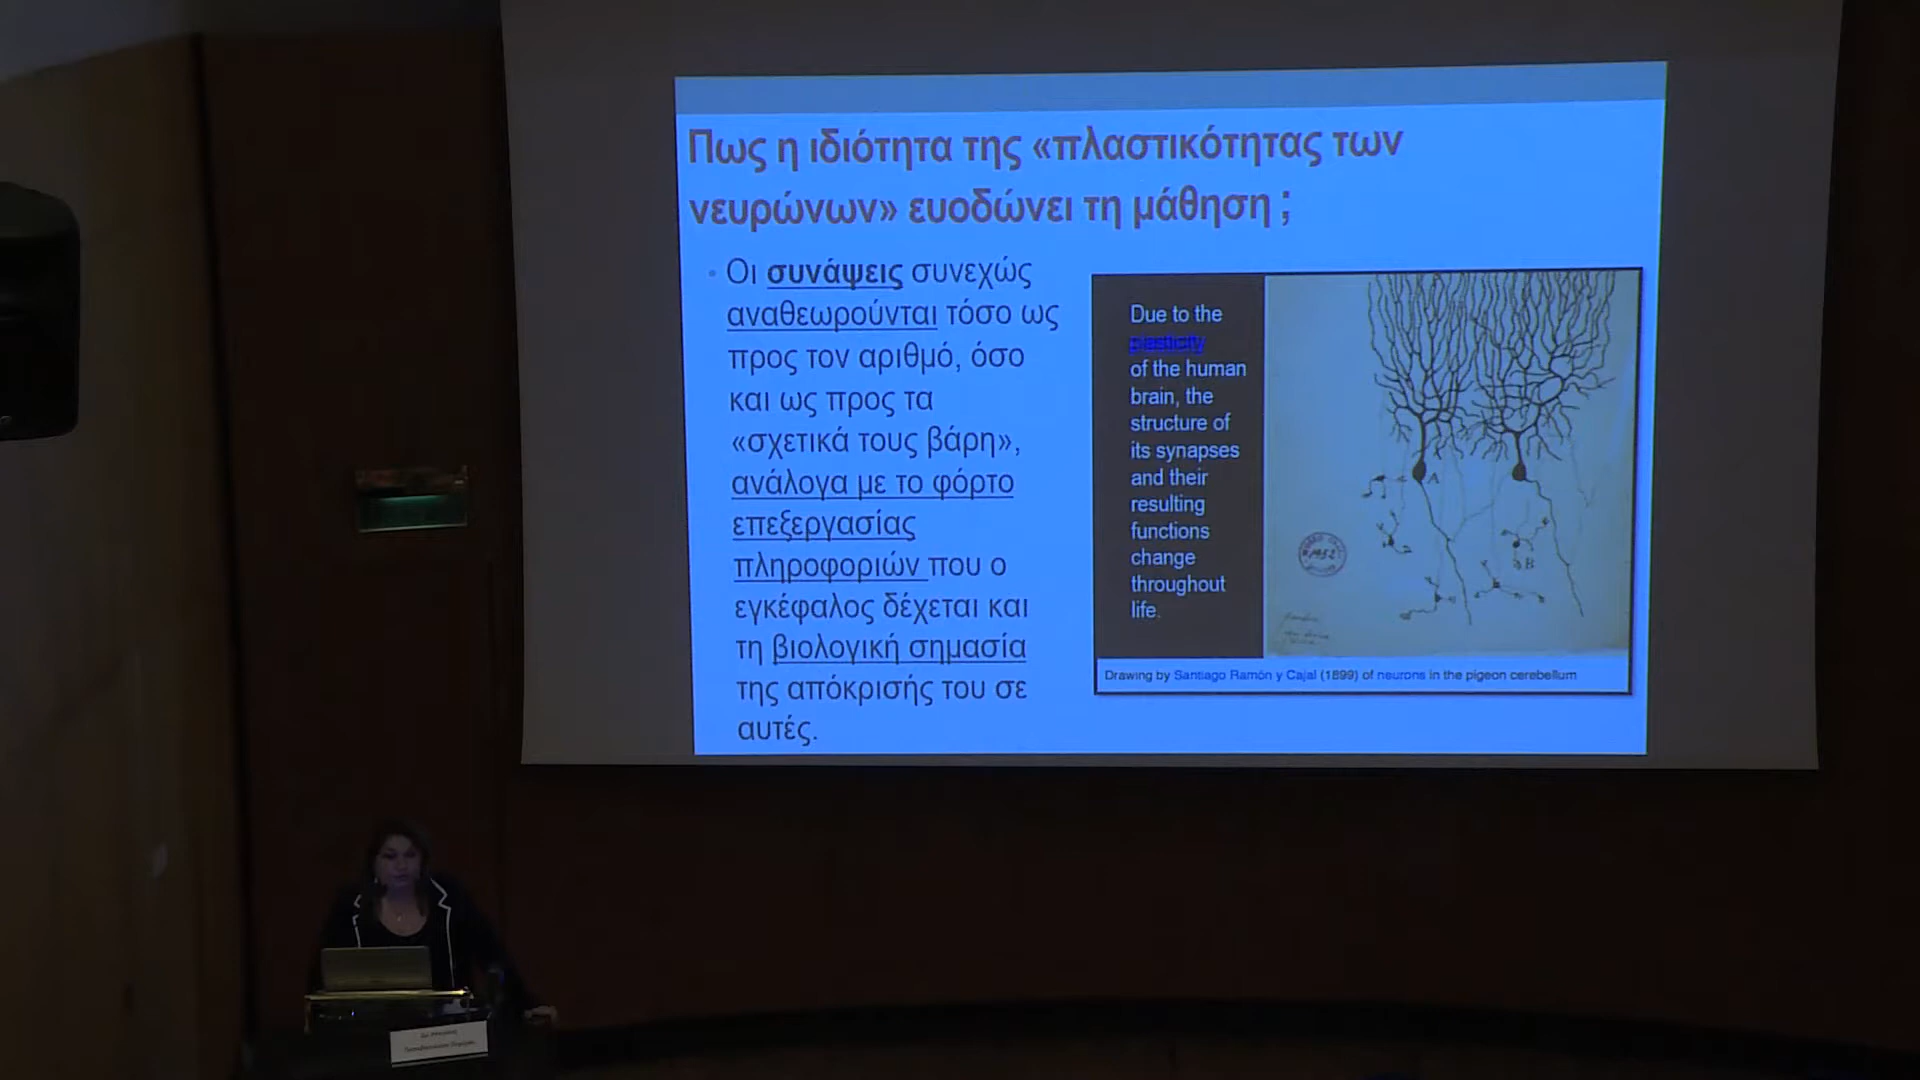 Πως η ιδιότητα της «πλαστικότητας των
νευρώνων» ευοδώνει τη μάθηση ;
• Οι συνάψεις συνεχώς
αναθεωρούνται τόσο ως
προς τον αριθμό, όσο
και ως προς τα
«σχετικά τους βάρη»,
ανάλογα με το φόρτο
επεξεργασίας
πληροφοριών που ο
εγκέφαλος δέχεται και
τη βιολογική σημασία
της απόκρισής του σε
αυτές.
Due to the
plasticity
of the human
brain, the
structure of
its synapses
and their
resulting
functions
change
throughout
life.
A
B
Drawing by Santiago Ramón y Cajal (1899) of neurons in the pigeon cerebellum